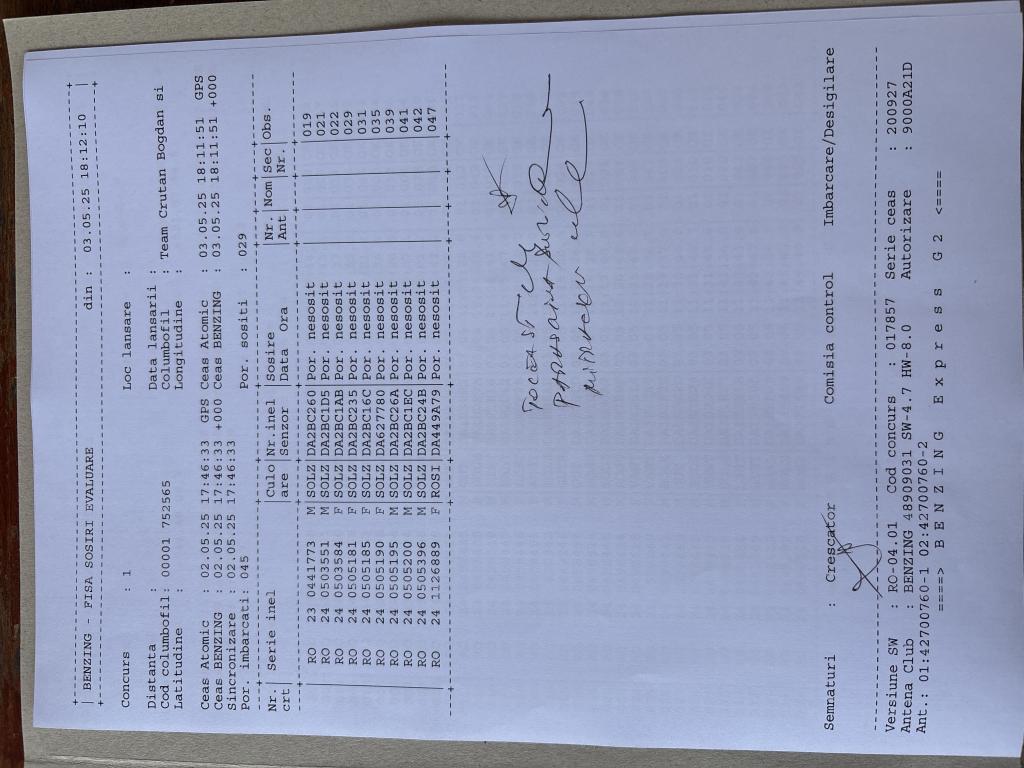 | BENZING - FISA SOSIRI EVALUARE din : 03.05.25 18:12:10 |
Concurs : 1 Loc lansare :
Distanta Data lansarii :
Cod columbofil: 00001 752565 Columbofil : Team Crutan Bogdan si
Latitudine : Longitudine :
Ceas Atomic : 02.05.25 17:46:33 GPS Ceas Atomic : 03.05.25 18:11:51 GPS
Ceas BENZING : 02.05.25 17:46:33 +000 Ceas BENZING : 03.05.25 18:11:51 +000
Sincronizare : 02.05.25 17:46:33
Por. imbarcati: 045 Por. sositi : 029
Nr.| Serie inel |Culo|Nr.inel |Sosire |Nr. |Nom|Sec|Obs.
crt| |are |Senzor |Data Ora |Ant | |Nr.|
RO 23 0441773 M SOLZ DA2BC260 Por. nesosit 019
RO 24 0503551 M SOLZ DA2BC1D5 Por. nesosit 021
RO 24 0503584 F SOLZ DA2BC1AB Por. nesosit 022
RO 24 0505181 F SOLZ DA2BC235 Por. nesosit 029
RO 24 0505185 F SOLZ DA2BC16C Por. nesosit 031
RO 24 0505190 F SOLZ DA627780 Por. nesosit 035
RO 24 0505195 M SOLZ DA2BC26A Por. nesosit 039
RO 24 0505200 M SOLZ DA2BC1EC Por. nesosit 041
RO 24 0505396 M SOLZ DA2BC24B Por. nesosit 042
RO 24 1126889 F ROSI DA449A79 Por. nesosit 047
Semnaturi : Crescator Comisia control Imbarcare/Desigilare
Versiune SW : RO-04.01 Cod concurs : 017857 Serie ceas : 200927
Antena Club : BENZING 48909031 SW-4.7 HW-8.0 Autorizare : 9000A21D
Ant.: 01:42700760-1 02:42700760-2
====> B E N Z I N G E x p r e s s G 2 <====